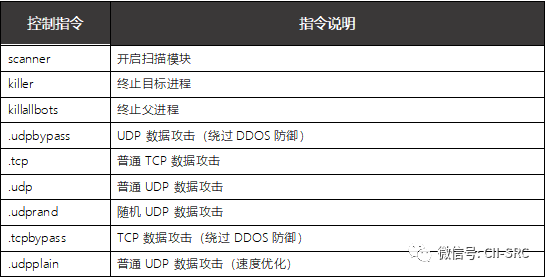 控制指令 指令说明
scanner 开启扫描模块
killer 终止目标进程
killallbots 终止父进程
.udpbypass UDP 数据攻击（绕过 DDOS 防御）
.tcp 普通 TCP 数据攻击
.udp 普通 UDP 数据攻击
.udprand 随机 UDP 数据攻击
.tcpbypass TCP 数据攻击（绕过 DDOS 防御）
.udpplain 普通 UDP 数据攻击（速度优化）
微信号: CII-SRC